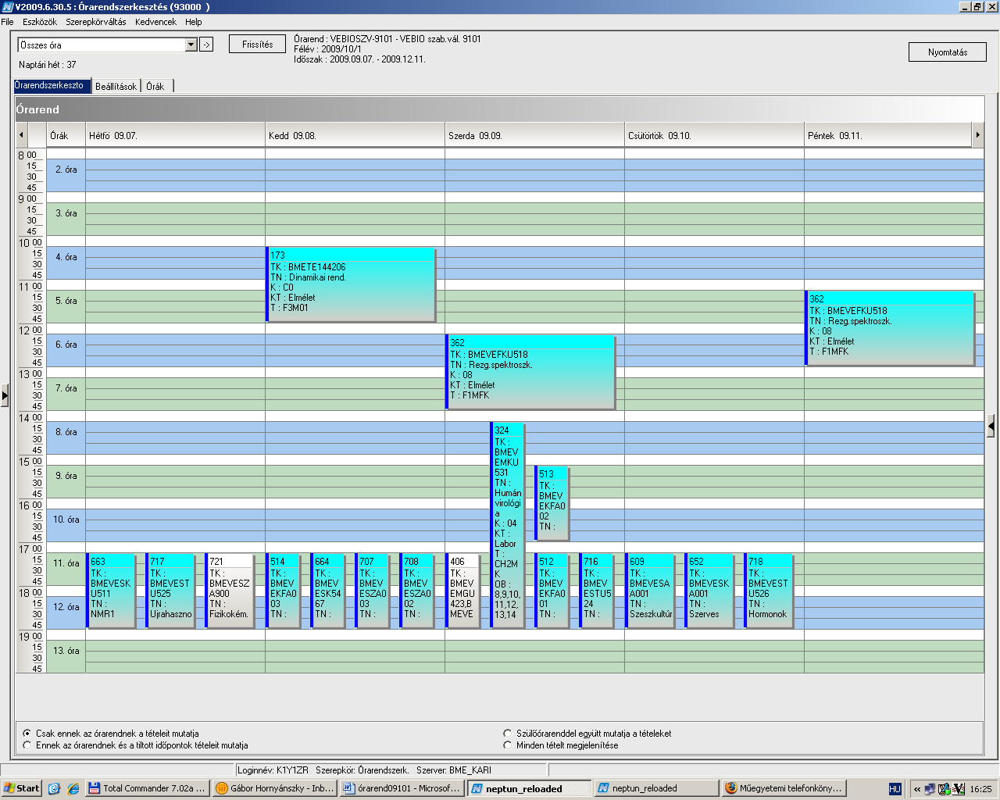 V2009.6.30.5 : Órarendszerkesztés (93000  )
File Eszközök Szerepkörváltás Kedvencek Help
Összes óra
->
Frissítés
Órarend : VEBIOSZV-9101 - VEBIO szab.vál. 9101
Félév : 2009/10/1
Időszak : 2009.09.07. - 2009.12.11.
Nyomtatás
Naptári hét : 37
Órarendszerkeszto Beállítások Órák
Órarend
Órák Hétfő 09.07. Kedd 09.08. Szerda 09.09. Csütörtök 09.10. Péntek 09.11.
8 00
15
30
45
2. óra
9 00
15
30
45
3. óra
10 00
15
30
45
4. óra
11 00
15
30
45
5. óra
12 00
15
30
45
6. óra
13 00
15
30
45
7. óra
14 00
15
30
45
8. óra
15 00
15
30
45
9. óra
16 00
15
30
45
10. óra
17 00
15
30
45
11. óra
18 00
15
30
45
12. óra
19 00
15
30
45
13. óra
173
TK : BMETE144206
TN : Dinamikai rend.
K : C0
KT : Elmélet
T : F3M01
362
TK : BMEVEFKU518
TN : Rezg.spektroszk.
K : 08
KT : Elmélet
T : F1MFK
362
TK : BMEVEFKU518
TN : Rezg.spektroszk.
K : 08
KT : Elmélet
T : F1MFK
324
TK :
BMEV
EMKU
531
TN :
Humán
virológi
a
K : 04
KT :
Labor
T :
CH2M
K
OB :
8,9,10,
11,12,
13,14
513
TK :
BMEV
EKFA0
02
TN :
663
TK :
BMEVESK
U511
TN :
NMR1
717
TK :
BMEVEST
U525
TN :
Ujrahaszno
721
TK :
BMEVESZ
A900
TN :
Fizikokém.
514
TK :
BMEV
EKFA0
03
TN :
664
TK :
BMEV
ESK54
67
TN :
707
TK :
BMEV
ESZA0
03
TN :
708
TK :
BMEV
ESZA0
02
TN :
406
TK :
BMEV
EMGU
423,B
MEVE
512
TK :
BMEV
EKFA0
01
TN :
716
TK :
BMEV
ESTU5
24
TN :
609
TK :
BMEVESA
A001
TN :
Szeszkultúr
652
TK :
BMEVESK
A001
TN :
Szerves
718
TK :
BMEVEST
U526
TN :
Hormonok
Csak ennek az órarendnek a tételeit mutatja
Ennek az órarendnek és a tiltott időpontok tételeit mutatja
Szülőórarenddel együtt mutatja a tételeket
Minden tételt megjelenítése
Loginnév: K1Y1ZR Szerepkör: Órarendszerk. Szerver: BME_KARI
Start Total Commander 7.02a ... Gábor Hornyánszky - Inb... órarend09101 - Microsof... neptun_reloaded neptun_reloaded Műegyetemi telefonköny... HU « 16:25